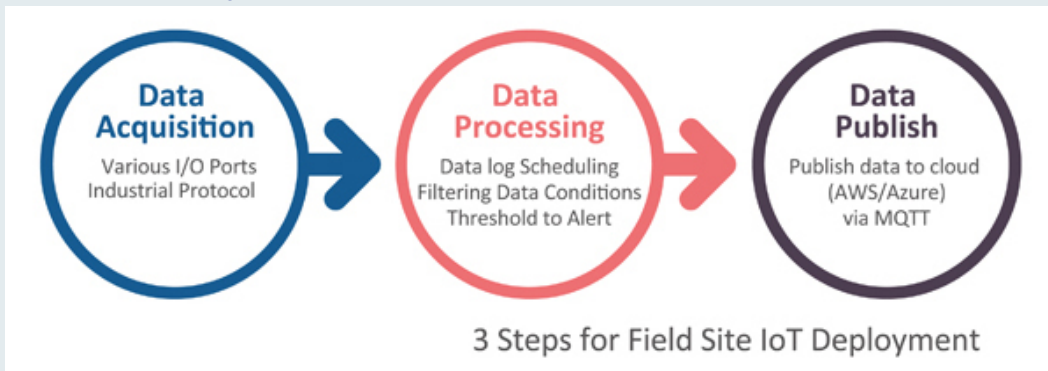 Data
Acquisition
Various I/O Ports
Industrial Protocol
Data
Processing
Data log Scheduling
Filtering Data Conditions
Threshold to Alert
Data
Publish
Publish data to cloud
(AWS/Azure)
via MQTT
3 Steps for Field Site IoT Deployment